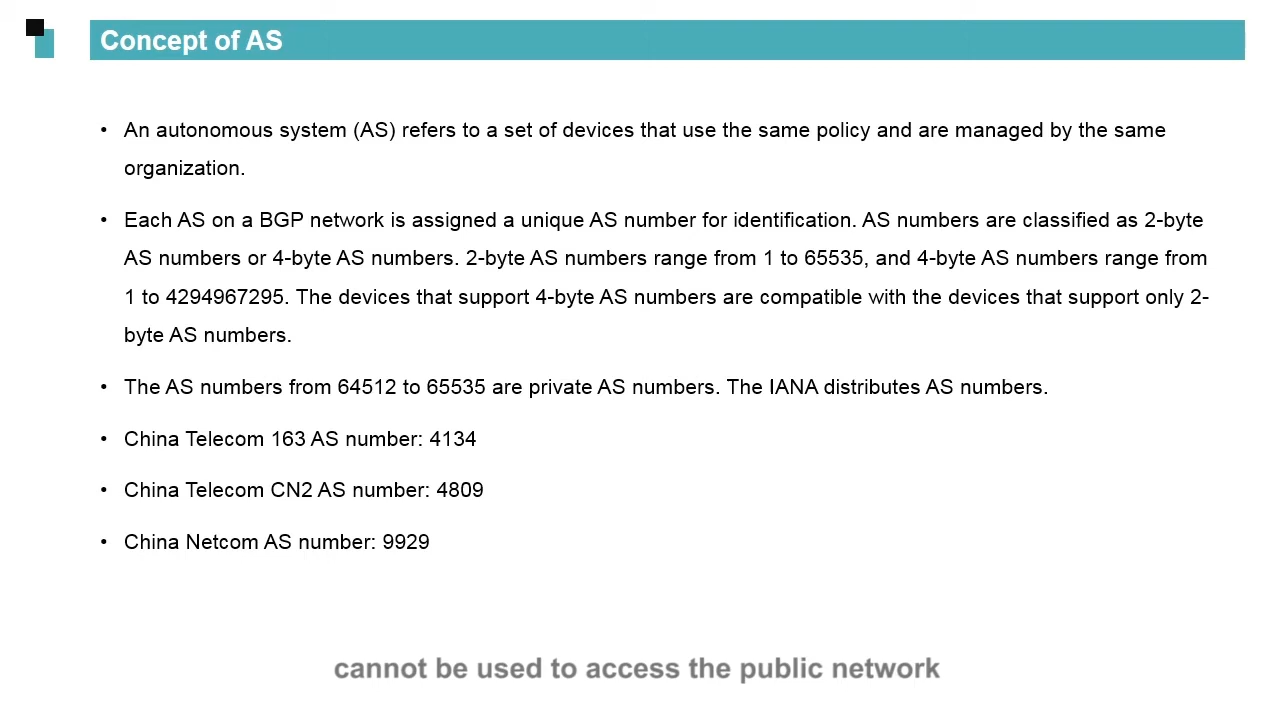 Concept of AS
• An autonomous system (AS) refers to a set of devices that use the same policy and are managed by the same
organization.
• Each AS on a BGP network is assigned a unique AS number for identification. AS numbers are classified as 2-byte
AS numbers or 4-byte AS numbers. 2-byte AS numbers range from 1 to 65535, and 4-byte AS numbers range from
1 to 4294967295. The devices that support 4-byte AS numbers are compatible with the devices that support only 2-
byte AS numbers.
• The AS numbers from 64512 to 65535 are private AS numbers. The IANA distributes AS numbers.
• China Telecom 163 AS number: 4134
• China Telecom CN2 AS number: 4809
• China Netcom AS number: 9929
cannot be used to access the public network